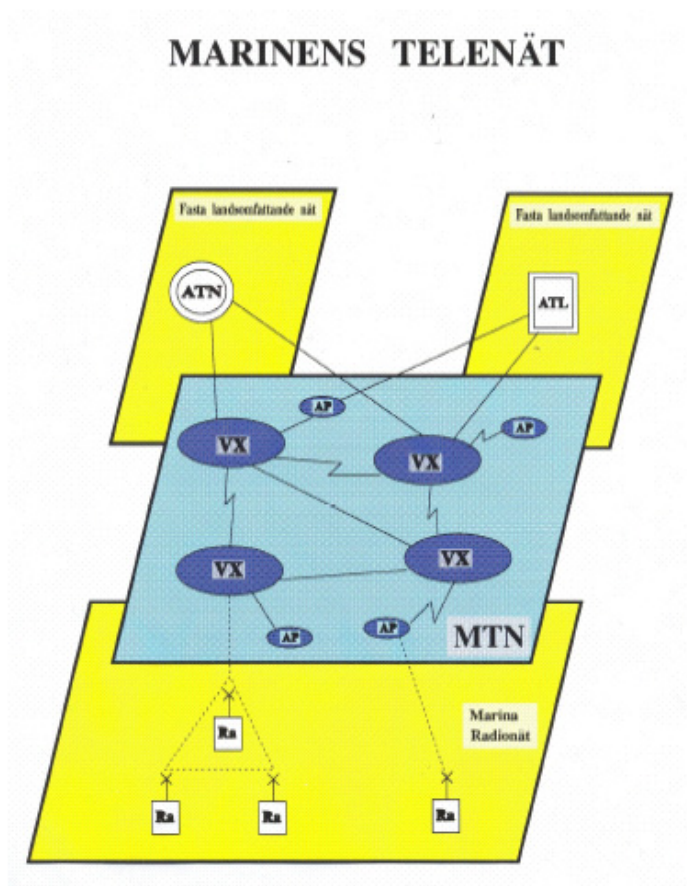 MARINENS TELENÄT
Fasta landsomfattande nät
Fasta landsomfattande nät
ATN
ATL
AP
AP
VX
VX
VX
VX
AP
AP
MTN
Marina
Radionät
Ra
Ra
Ra
Ra